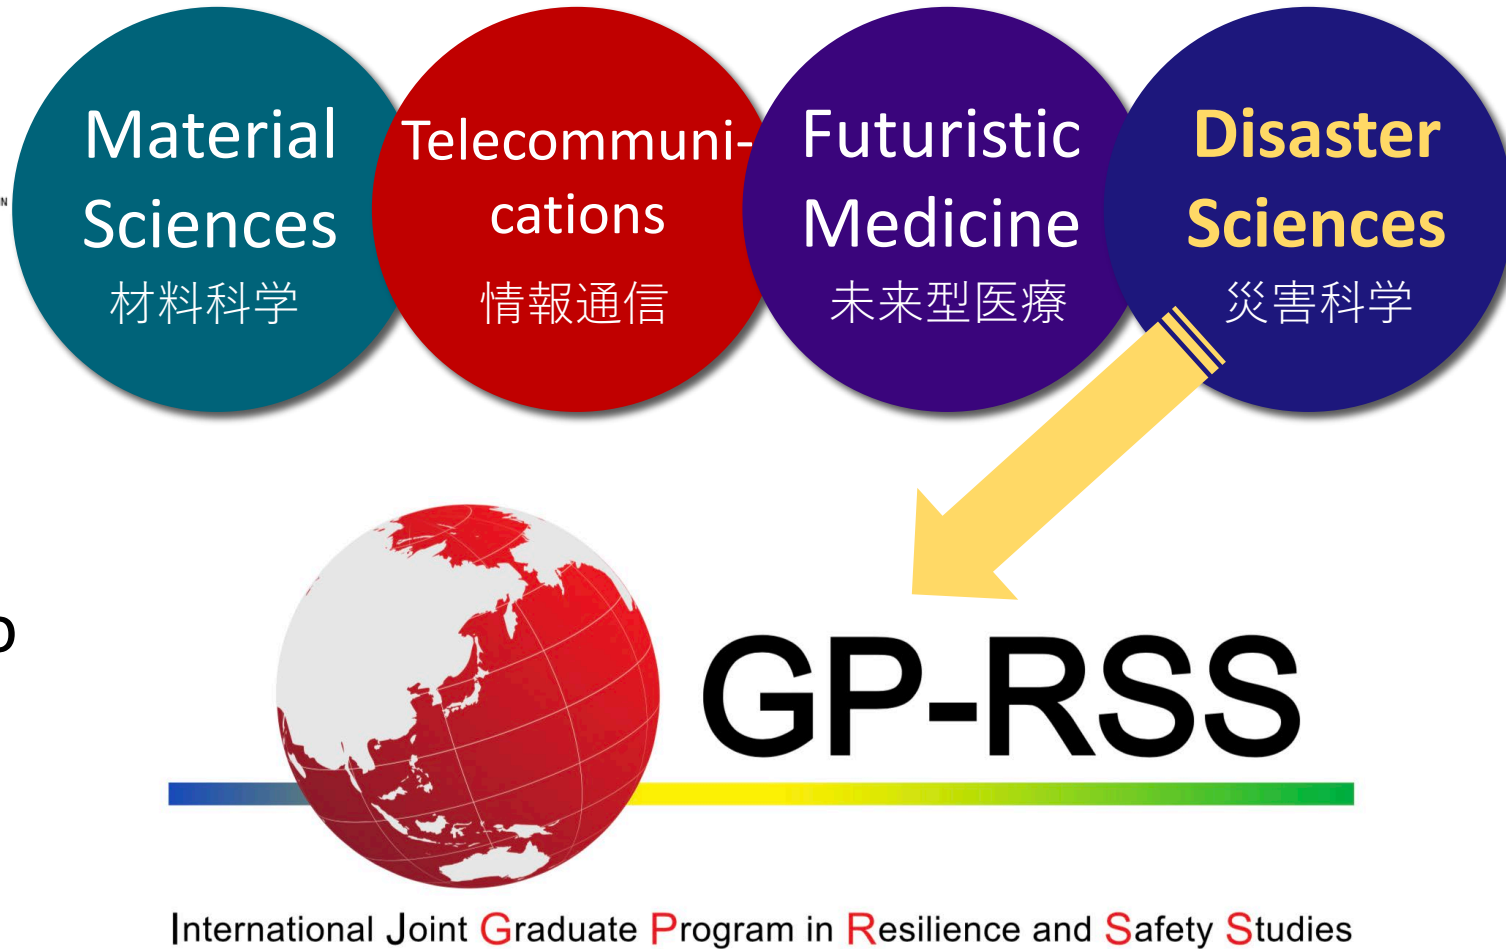 Material
Sciences
材料科学
Telecommuni-
cations
情報通信
Futuristic
Medicine
未来型医療
Disaster
Sciences
災害科学
GP-RSS
International Joint Graduate Program in Resilience and Safety Studies